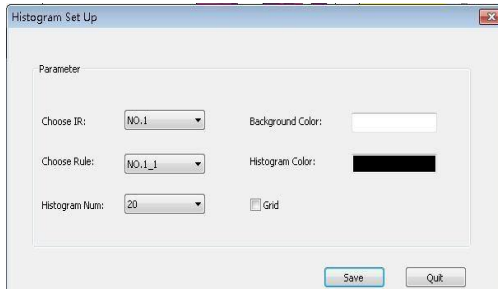 Histogram Set Up
Parameter
Choose IR: NO.1 Background Color:
Choose Rule: NO.1_1 Histogram Color:
Histogram Num: 20 Grid
Save Quit